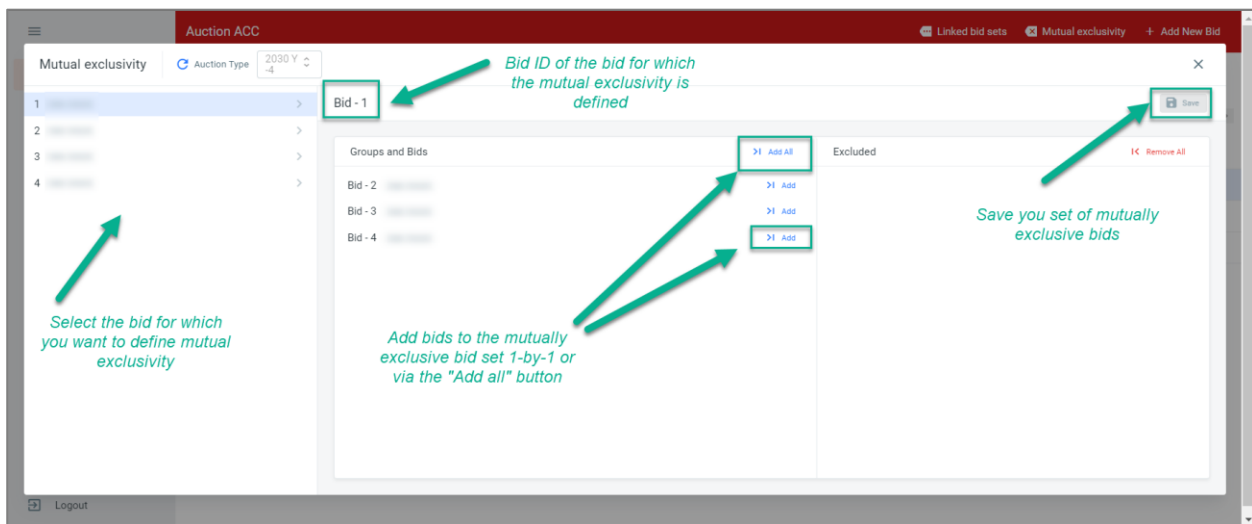 Auction ACC
Linked bid sets
Mutual exclusivity
+ Add New Bid
Mutual exclusivity
Auction Type
2030 Y
-4
Bid ID of the bid for which
the mutual exclusivity is
defined
1
Bid - 1
Save
2
3
4
Groups and Bids
Add All
Excluded
Remove All
Bid - 2
Add
Bid - 3
Add
Bid - 4
Add
Save you set of mutually
exclusive bids
Select the bid for which
you want to define mutual
exclusivity
Add bids to the mutually
exclusive bid set 1-by-1 or
via the "Add all" button
Logout